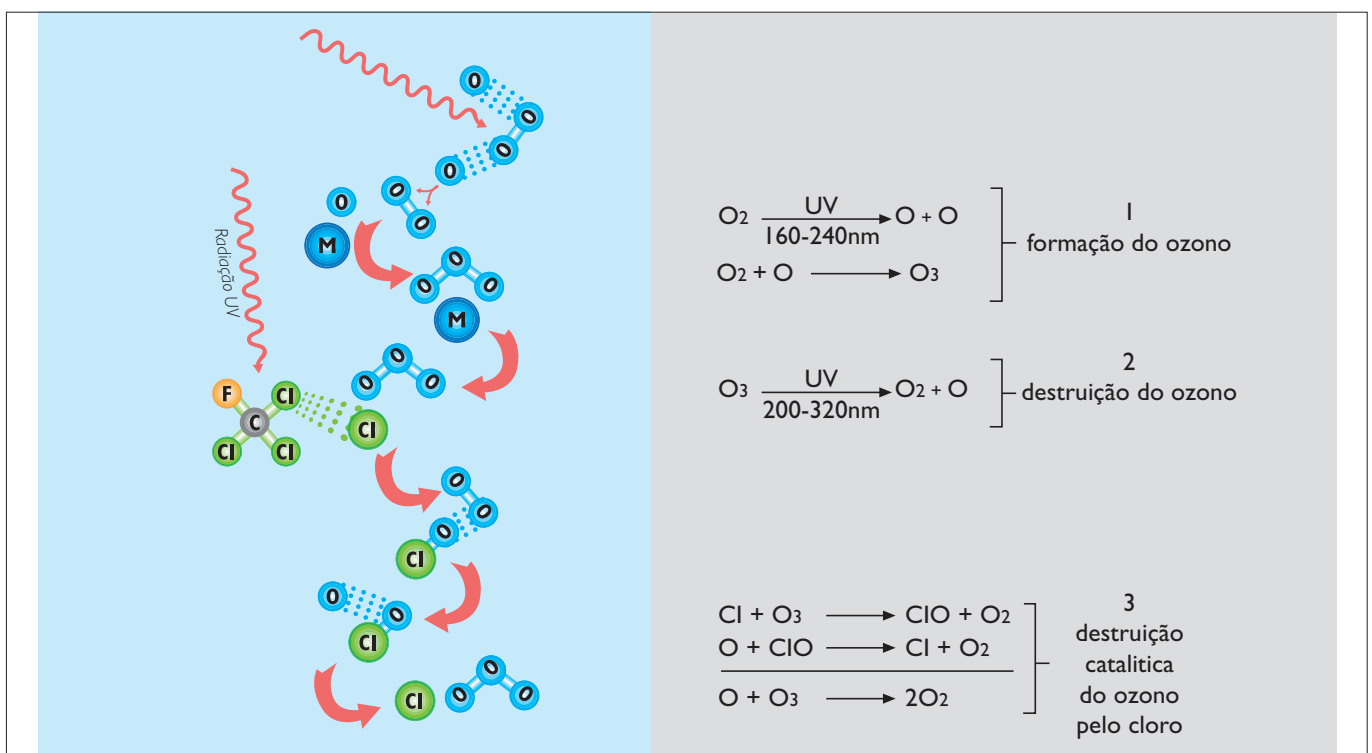 O
O
O
O
O
O
O
M
Radiação UV
O
O
O
M
O
O
O
F
Cl
C
Cl
Cl
Cl
O
O
O
Cl
O
O
Cl
Cl
O
O
O
O2 UV 160-240nm O + O
O2 + O O3
1
formação do ozono
O3 UV 200-320nm O2 + O
2
destruição do ozono
Cl + O3 ClO + O2
O + ClO Cl + O2
O + O3 2O2
3
destruição
catalitica
do ozono
pelo cloro